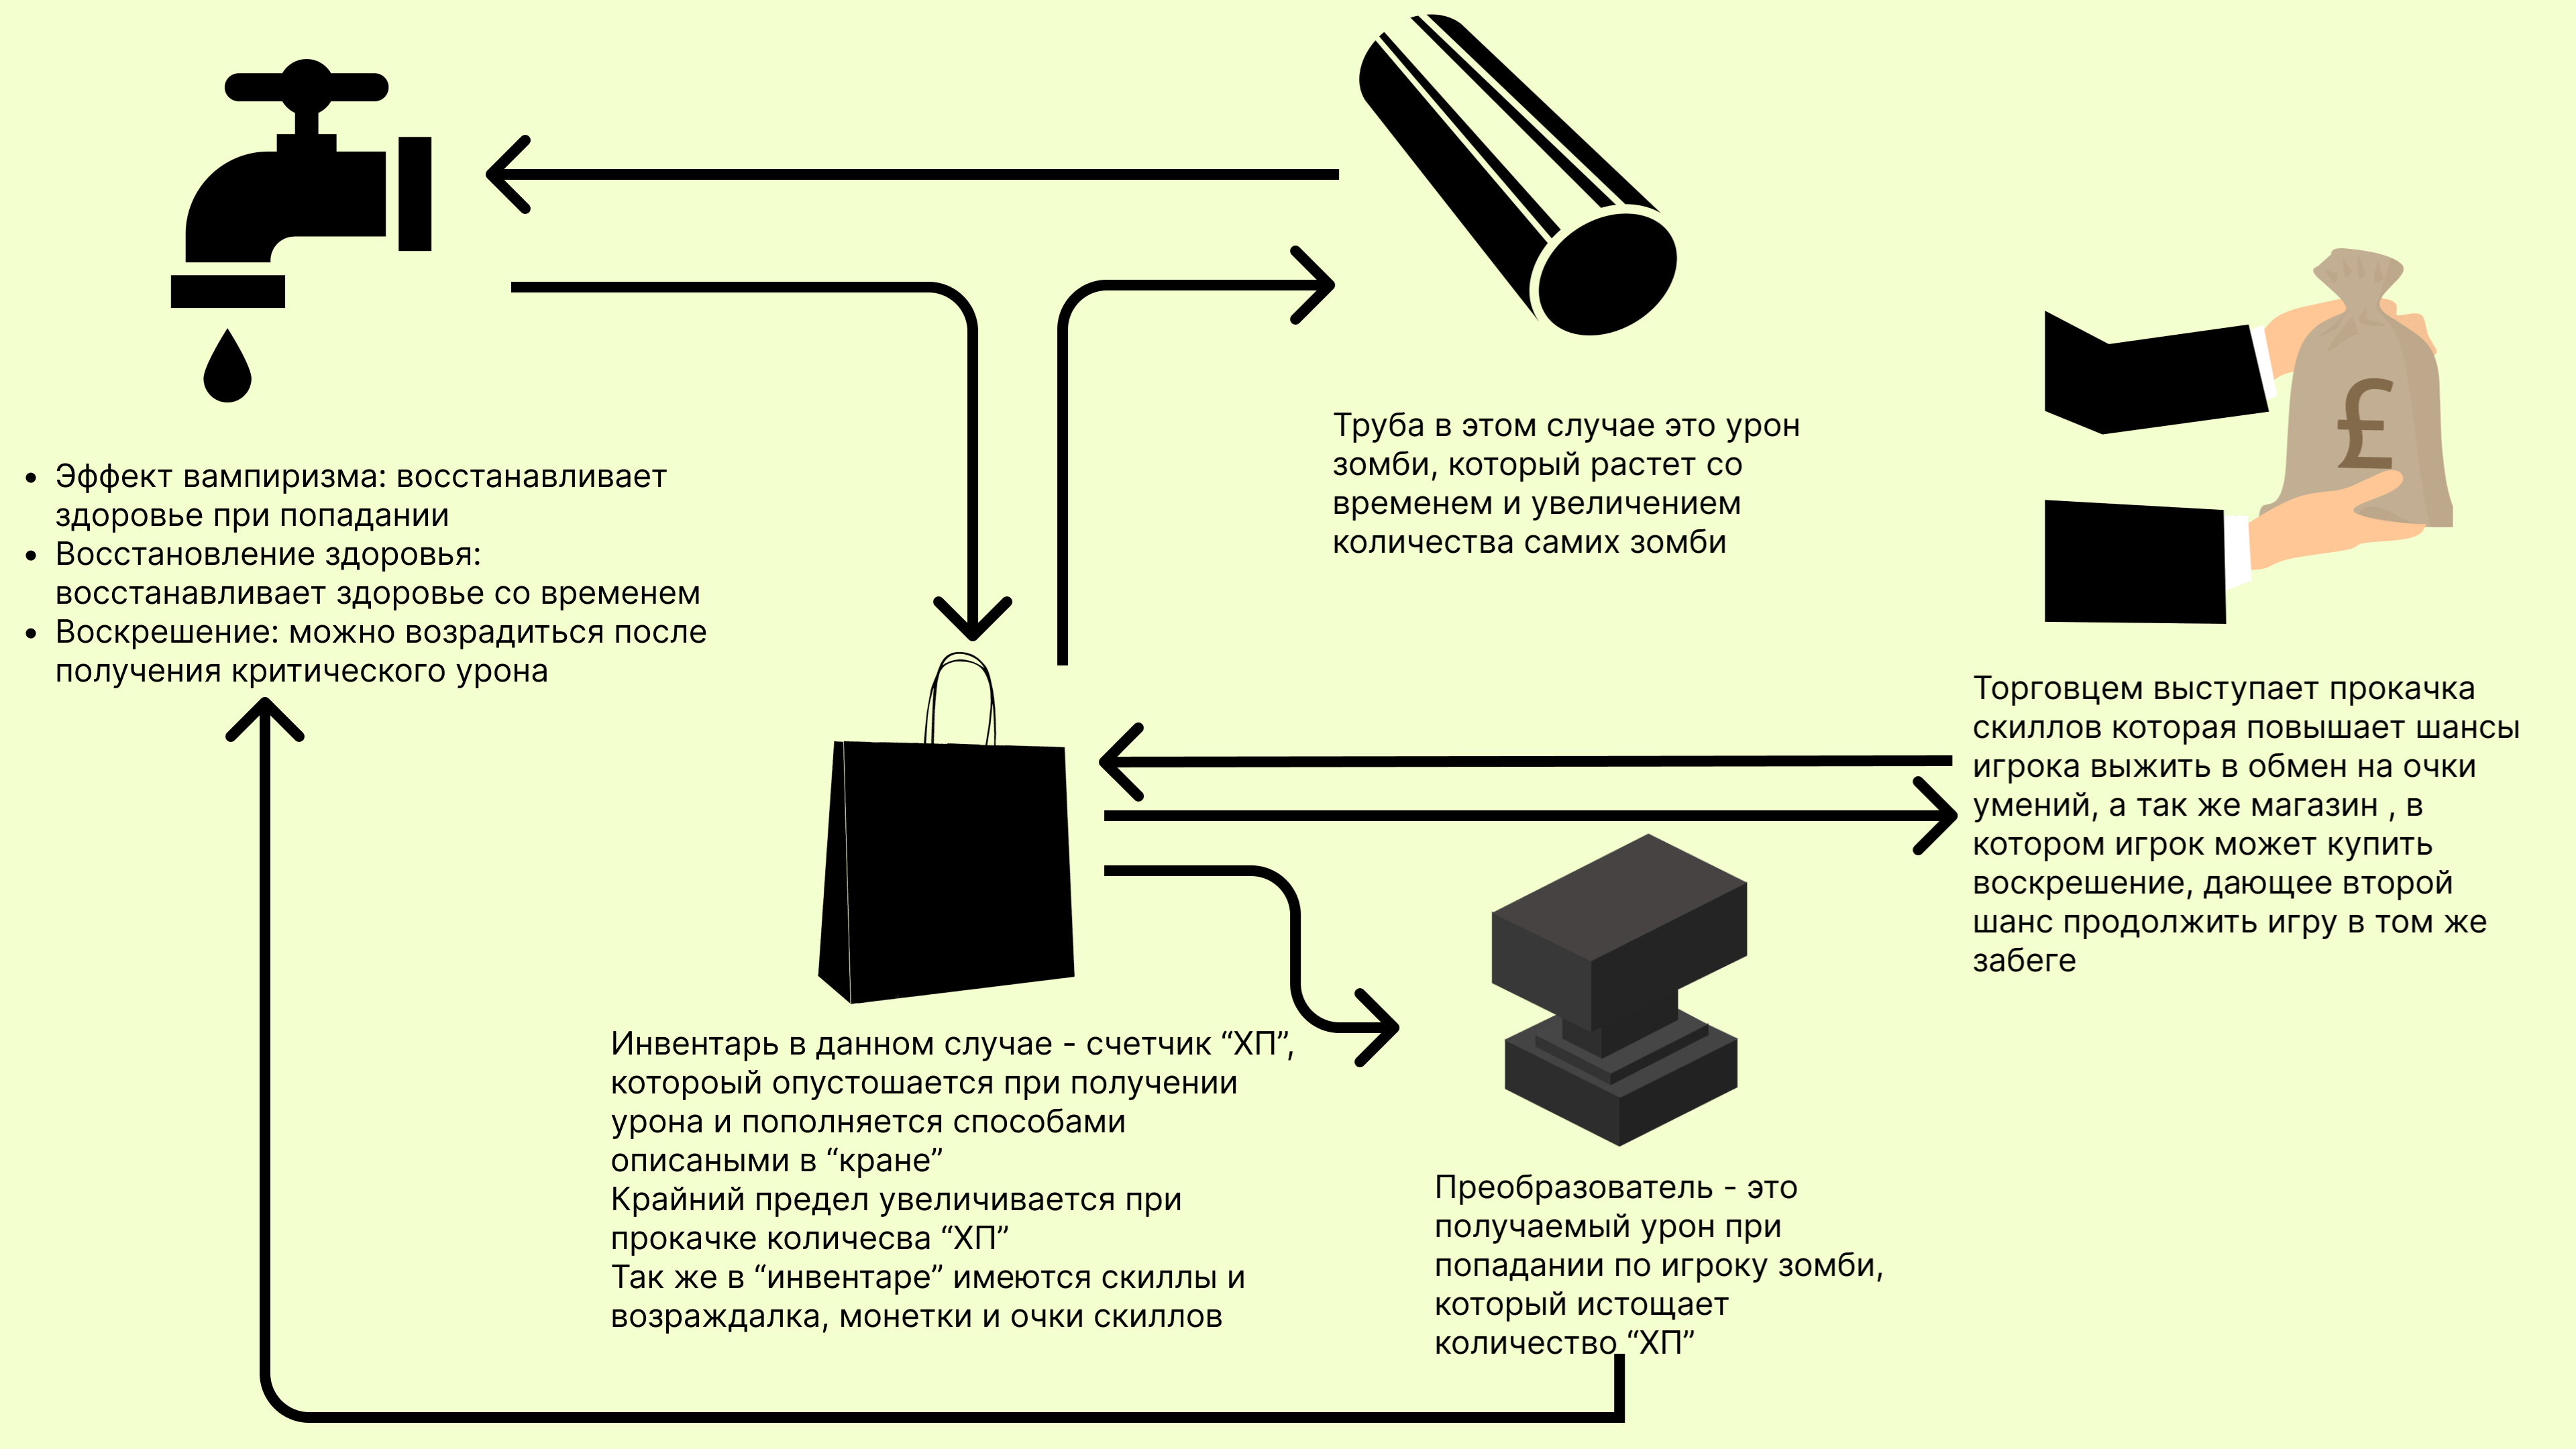 Труба в этом случае это урон
зомби, который растет со
временем и увеличением
количества самих зомби
£
• Эффект вампиризма: восстанавливает
здоровье при попадании
• Восстановление здоровья:
восстанавливает здоровье со временем
• Воскрешение: можно возрадиться после
получения критического урона
Торговцем выступает прокачка
скиллов которая повышает шансы
игрока выжить в обмен на очки
умений, а так же магазин , в
котором игрок может купить
воскрешение, дающее второй
шанс продолжить игру в том же
забеге
Инвентарь в данном случае - счетчик “ХП”,
котороый опустошается при получении
урона и пополняется способами
описаными в “кране”
Крайний предел увеличивается при
прокачке количесва “ХП”
Так же в “инвентаре” имеются скиллы и
возраждалка, монетки и очки скиллов
Преобразователь - это
получаемый урон при
попадании по игроку зомби,
который истощает
количество “ХП”